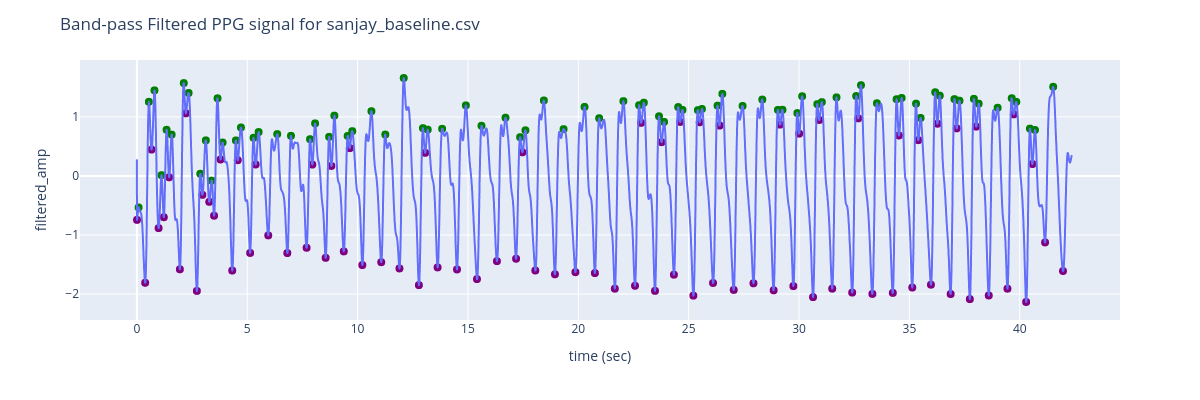 Band-pass Filtered PPG signal for sanjay_baseline.csv
filtered_amp
1
0
−1
−2
0 5 10 15 20 25 30 35 40
time (sec)